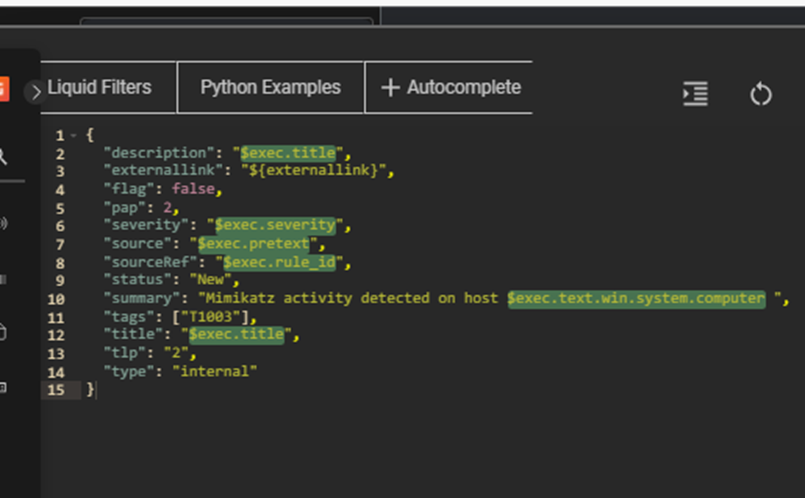 Liquid Filters
Python Examples
+ Autocomplete
1 {
2 "description": "$exec.title",
3 "externallink": "${externallink}",
4 "flag": false,
5 "pap": 2,
6 "severity": "$exec.severity",
7 "source": "$exec.pretext",
8 "sourceRef": "$exec.rule_id",
9 "status": "New",
10 "summary": "Mimikatz activity detected on host $exec.text.win.system.computer ",
11 "tags": ["T1003"],
12 "title": "$exec.title",
13 "tlp": "2",
14 "type": "internal"
15 }